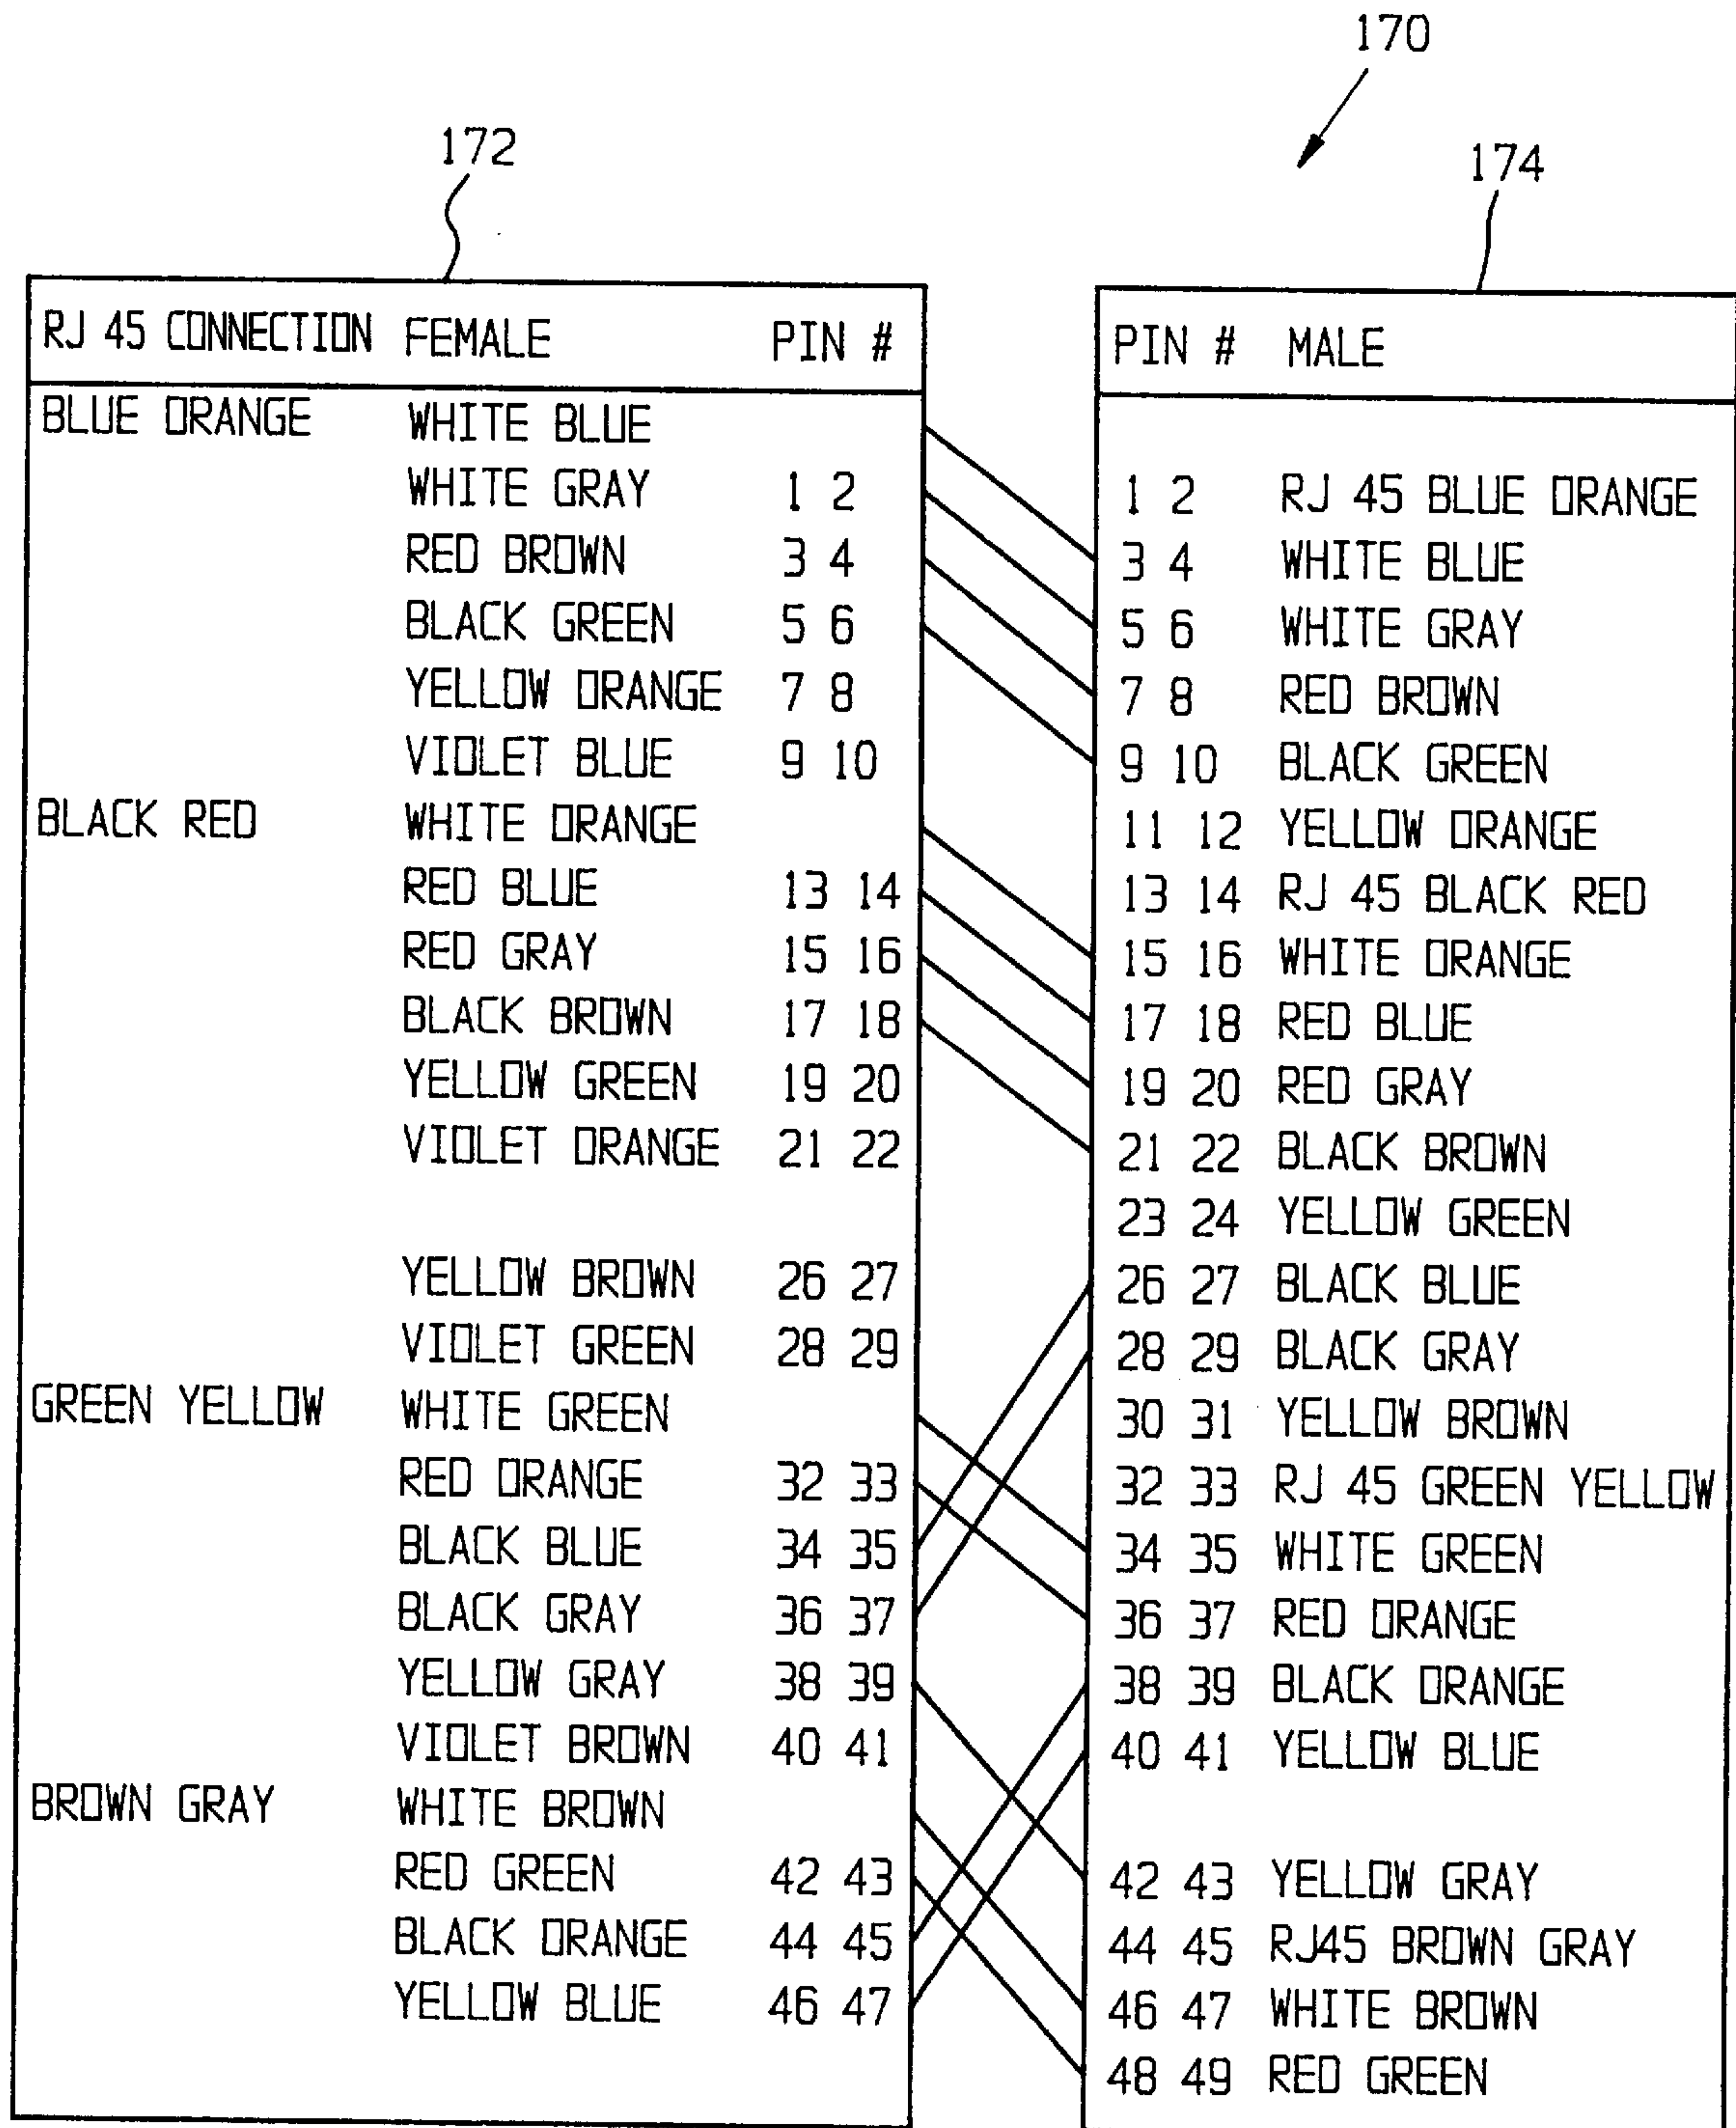 170
172
174
RJ 45 CONNECTION FEMALE PIN #
BLUE ORANGE WHITE BLUE
WHITE GRAY 1 2
RED BROWN 3 4
BLACK GREEN 5 6
YELLOW ORANGE 7 8
VIOLET BLUE 9 10
BLACK RED WHITE ORANGE
RED BLUE 13 14
RED GRAY 15 16
BLACK BROWN 17 18
YELLOW GREEN 19 20
VIOLET ORANGE 21 22
YELLOW BROWN 26 27
VIOLET GREEN 28 29
GREEN YELLOW WHITE GREEN
RED ORANGE 32 33
BLACK BLUE 34 35
BLACK GRAY 36 37
YELLOW GRAY 38 39
VIOLET BROWN 40 41
BROWN GRAY WHITE BROWN
RED GREEN 42 43
BLACK ORANGE 44 45
YELLOW BLUE 46 47
PIN # MALE
1 2 RJ 45 BLUE ORANGE
3 4 WHITE BLUE
5 6 WHITE GRAY
7 8 RED BROWN
9 10 BLACK GREEN
11 12 YELLOW ORANGE
13 14 RJ 45 BLACK RED
15 16 WHITE ORANGE
17 18 RED BLUE
19 20 RED GRAY
21 22 BLACK BROWN
23 24 YELLOW GREEN
26 27 BLACK BLUE
28 29 BLACK GRAY
30 31 YELLOW BROWN
32 33 RJ 45 GREEN YELLOW
34 35 WHITE GREEN
36 37 RED ORANGE
38 39 BLACK ORANGE
40 41 YELLOW BLUE
42 43 YELLOW GRAY
44 45 RJ45 BROWN GRAY
46 47 WHITE BROWN
48 49 RED GREEN